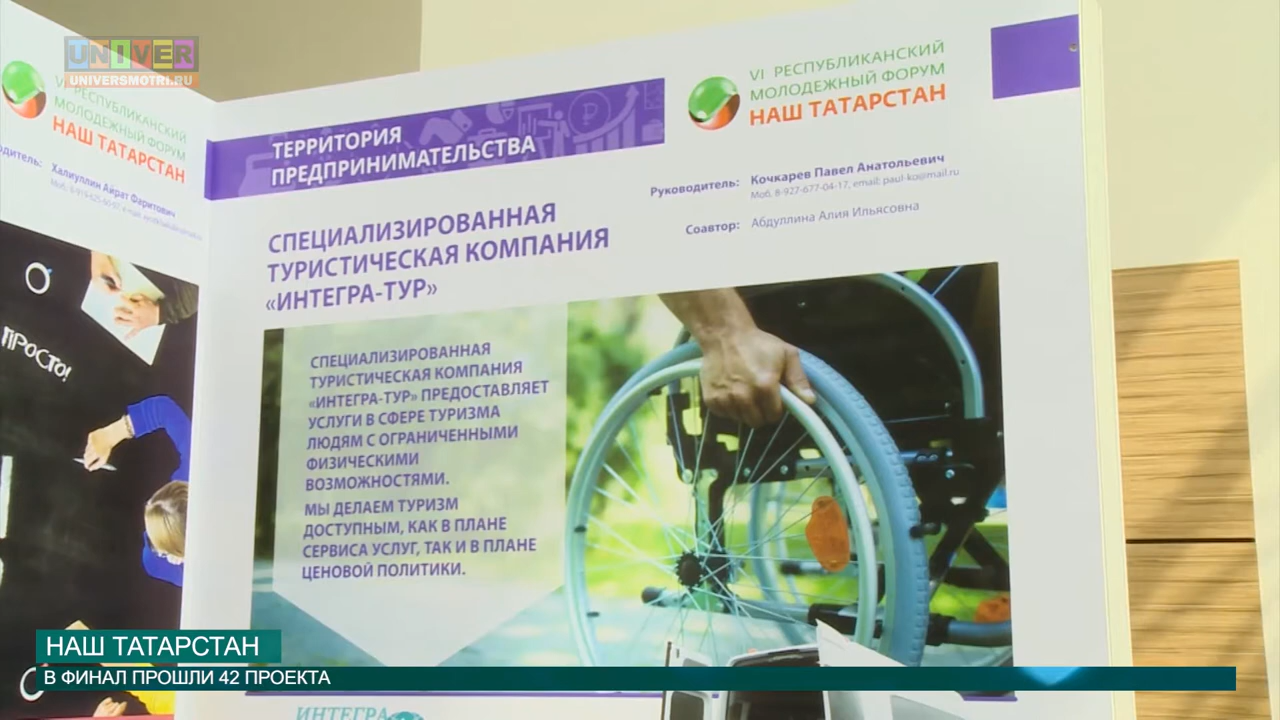 UNIVER
UNIVERSMOTRI.RU
VI РЕСПУБЛИКАНСКИЙ
МОЛОДЕЖНЫЙ ФОРУМ
НАШ ТАТАРСТАН
Халиуллин Айрат Фаритович
ПРОСТО!
ТЕРРИТОРИЯ
ПРЕДПРИНИМАТЕЛЬСТВА
VI РЕСПУБЛИКАНСКИЙ
МОЛОДЕЖНЫЙ ФОРУМ
НАШ ТАТАРСТАН
Руководитель: Кочкарев Павел Анатольевич
Моб. 8-927-677-04-17, email: paul-ko@mail.ru
Соавтор: Абдуллина Алия Ильясовна
СПЕЦИАЛИЗИРОВАННАЯ
ТУРИСТИЧЕСКАЯ КОМПАНИЯ
«ИНТЕГРА-ТУР»
СПЕЦИАЛИЗИРОВАННАЯ
ТУРИСТИЧЕСКАЯ КОМПАНИЯ
«ИНТЕГРА-ТУР» ПРЕДОСТАВЛЯЕТ
УСЛУГИ В СФЕРЕ ТУРИЗМА
ЛЮДЯМ С ОГРАНИЧЕННЫМИ
ФИЗИЧЕСКИМИ
ВОЗМОЖНОСТЯМИ.
МЫ ДЕЛАЕМ ТУРИЗМ
ДОСТУПНЫМ, КАК В ПЛАНЕ
СЕРВИСА УСЛУГ, ТАК И В ПЛАНЕ
ЦЕНОВОЙ ПОЛИТИКИ.
НАШ ТАТАРСТАН
В ФИНАЛ ПРОШЛИ 42 ПРОЕКТА
ИНТЕГРА